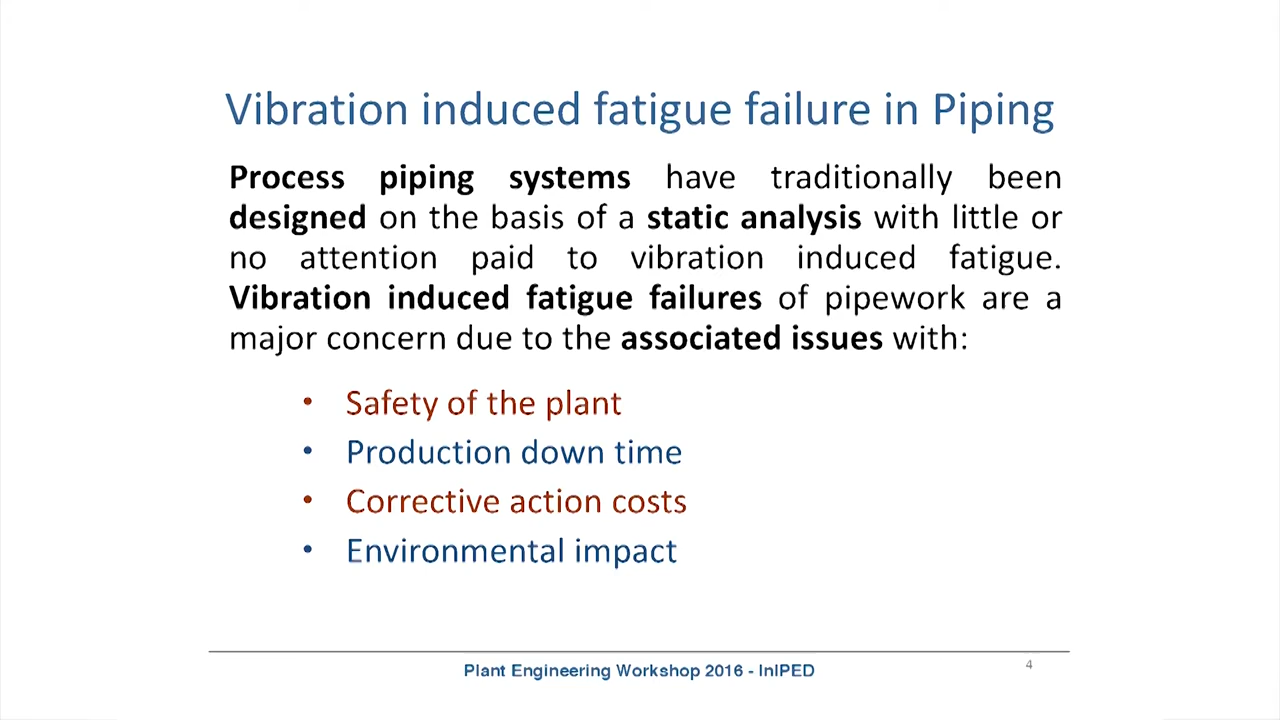 Vibration induced fatigue failure in Piping
Process piping systems have traditionally been
designed on the basis of a static analysis with little or
no attention paid to vibration induced fatigue.
Vibration induced fatigue failures of pipework are a
major concern due to the associated issues with:
• Safety of the plant
• Production down time
• Corrective action costs
• Environmental impact
Plant Engineering Workshop 2016 - InIPED
4